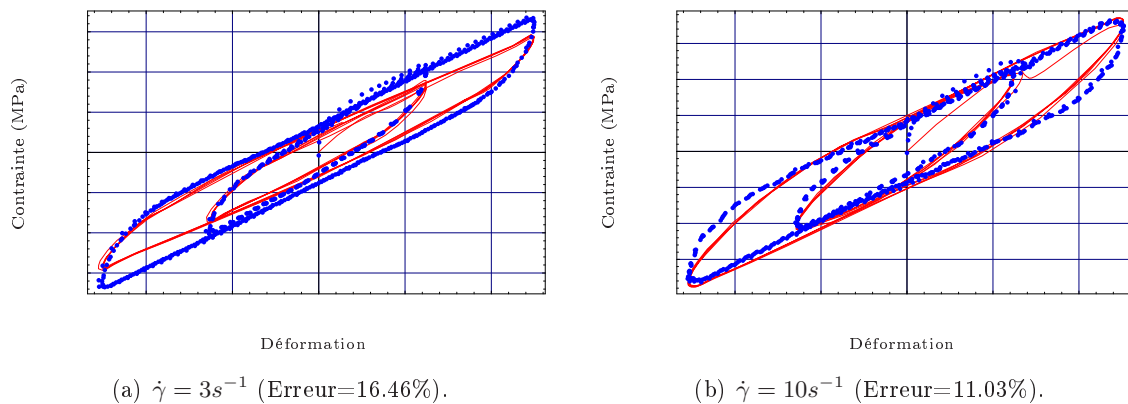 Contrainte (MPa)
Déformation
(a) γ̇ = 3s⁻¹ (Erreur=16.46%).
Contrainte (MPa)
Déformation
(b) γ̇ = 10s⁻¹ (Erreur=11.03%).